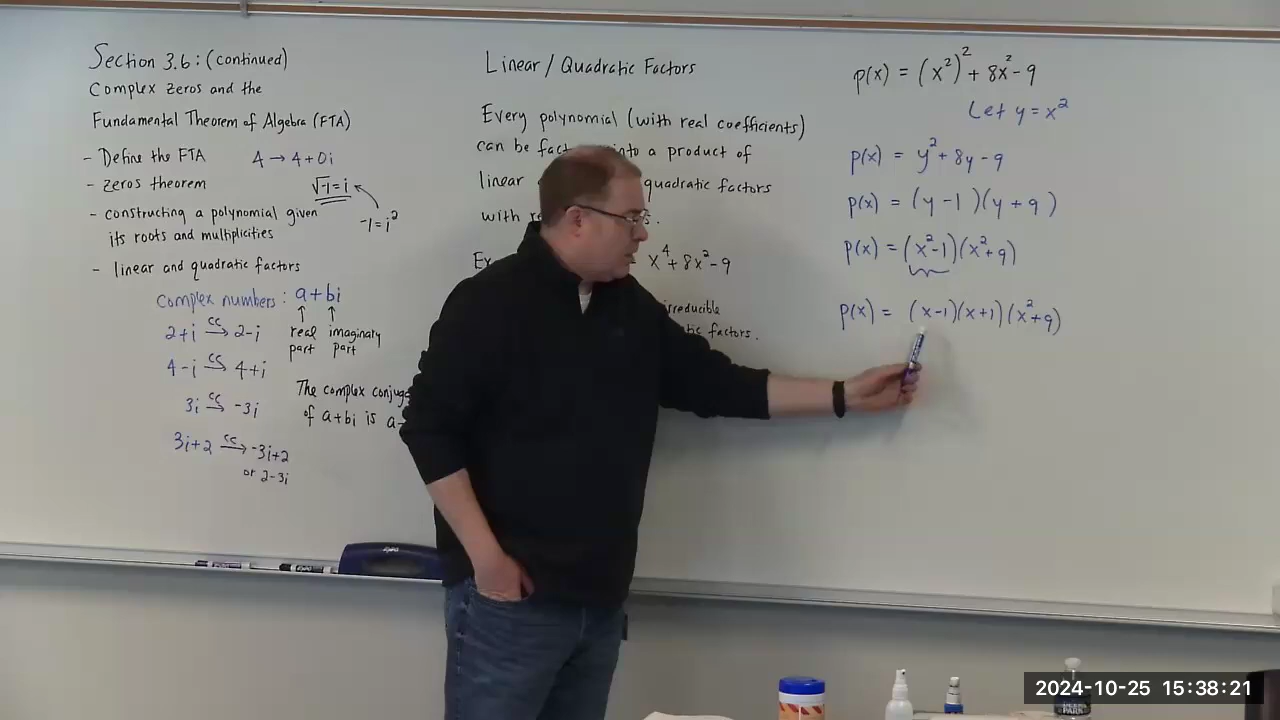 Section 3.6: (continued)
Complex zeros and the
Fundamental Theorem of Algebra (FTA)
- Define the FTA 4 → 4+0i
- zeros theorem √-1 = i
- constructing a polynomial given
its roots and multiplicities
-1 = i²
- linear and quadratic factors
Complex numbers: a+bi
↑ ↑
real imaginary
part part
2+i cc→ 2-i
4-i cc→ 4+i
3i cc→ -3i
3i+2 cc→ -3i+2
or 2-3i
The complex
of a+bi is
Linear / Quadratic Factors
Every polynomial (with real coefficients)
can be into a product of
linear quadratic factors
with
x⁴+8x²-9
irreducible
factors.
p(x) = (x²)² + 8x² - 9
Let y = x²
p(x) = y² + 8y - 9
p(x) = (y - 1)(y + 9)
p(x) = (x²-1)(x²+9)
p(x) = (x-1)(x+1)(x²+9)
expo
2024-10-25 15:38:21